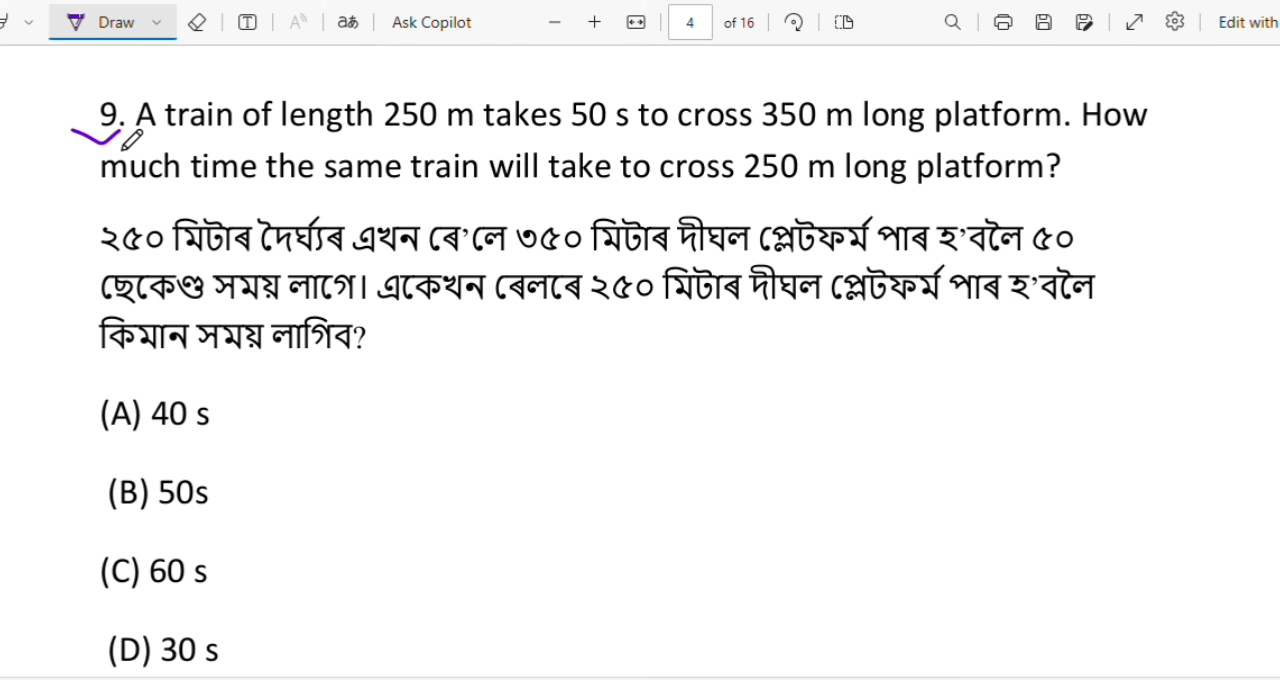 Draw
aあ
Ask Copilot
4 of 16
Edit with
9. A train of length 250 m takes 50 s to cross 350 m long platform. How
much time the same train will take to cross 250 m long platform?
২৫০ মিটাৰ দৈৰ্ঘ্যৰ এখন ৰে'লে ৩৫০ মিটাৰ দীঘল প্লেটফৰ্ম পাৰ হ'বলৈ ৫০
ছেকেণ্ড সময় লাগে। একেখন ৰেলৰে ২৫০ মিটাৰ দীঘল প্লেটফৰ্ম পাৰ হ'বলৈ
কিমান সময় লাগিব?
(A) 40 s
(B) 50s
(C) 60 s
(D) 30 s